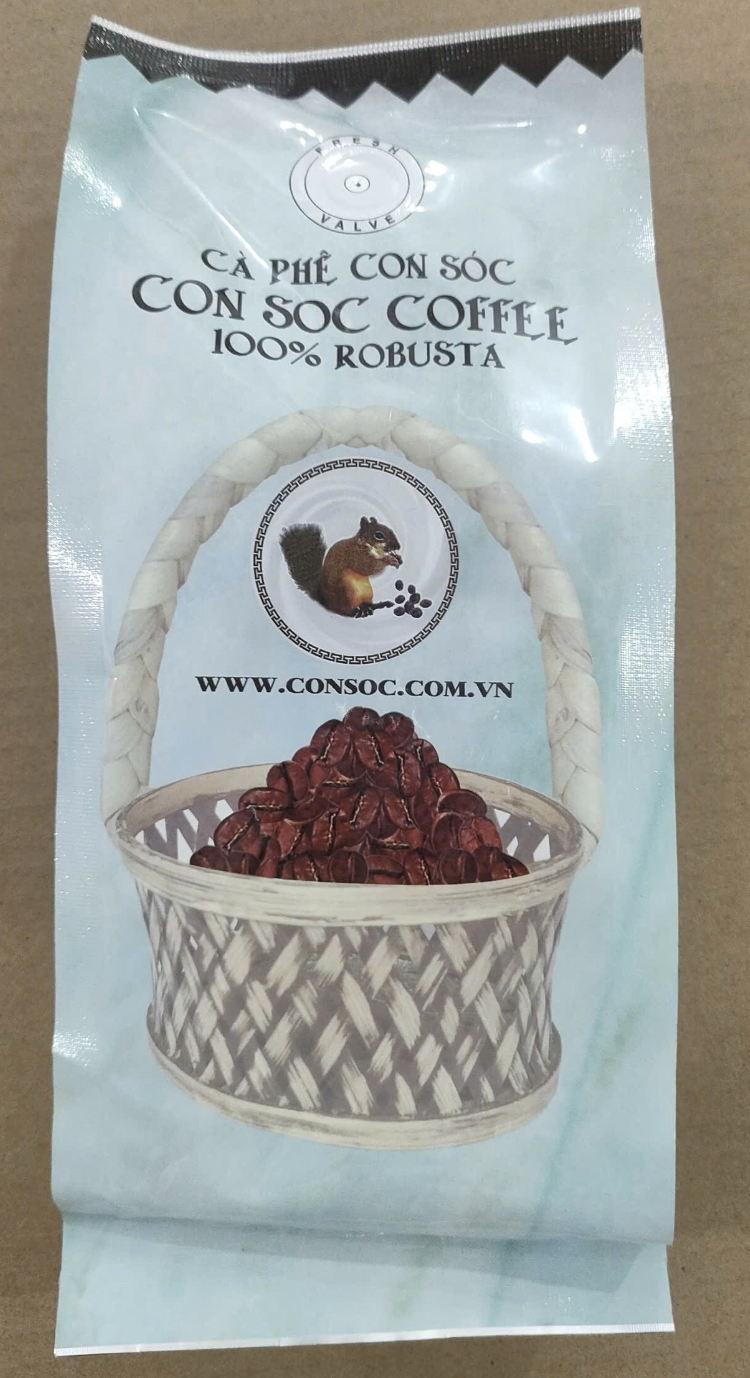 FRESH
VALVE
CÀ PHÊ CON SÓC
CON SOC COFFEE
100% ROBUSTA
WWW.CONSOC.COM.VN